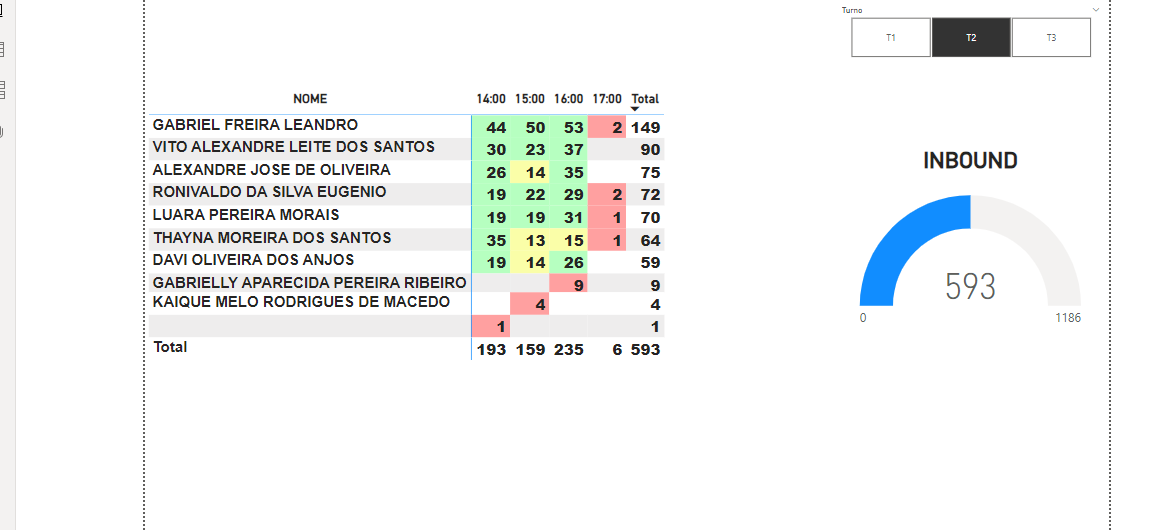 Turno
T1 T2 T3
NOME 14:00 15:00 16:00 17:00 Total
GABRIEL FREIRA LEANDRO 44 50 53 2 149
VITO ALEXANDRE LEITE DOS SANTOS 30 23 37 90
ALEXANDRE JOSE DE OLIVEIRA 26 14 35 75
RONIVALDO DA SILVA EUGENIO 19 22 29 2 72
LUARA PEREIRA MORAIS 19 19 31 1 70
THAYNA MOREIRA DOS SANTOS 35 13 15 1 64
DAVI OLIVEIRA DOS ANJOS 19 14 26 59
GABRIELLY APARECIDA PEREIRA RIBEIRO 9 9
KAIQUE MELO RODRIGUES DE MACEDO 4 4
1 1
Total 193 159 235 6 593
INBOUND
593
0 1186